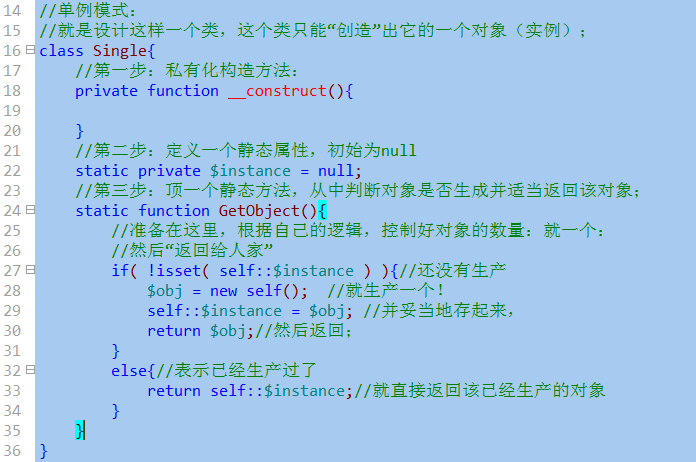 14 //单例模式：
15 //就是设计这样一个类，这个类只能“创造”出它的一个对象（实例）；
16 class Single{
17     //第一步：私有化构造方法：
18     private function __construct(){
19
20     }
21     //第二步：定义一个静态属性，初始为null
22     static private $instance = null;
23     //第三步：顶一个静态方法，从中判断对象是否生成并适当返回该对象；
24     static function GetObject(){
25         //准备在这里，根据自己的逻辑，控制好对象的数量：就一个：
26         //然后“返回给人家”
27         if( !isset( self::$instance ) ){//还没有生产
28             $obj = new self();  //就生产一个！
29             self::$instance = $obj; //并妥当地存起来，
30             return $obj;//然后返回；
31         }
32         else{//表示已经生产过了
33             return self::$instance;//就直接返回该已经生产的对象
34         }
35     }
36 }